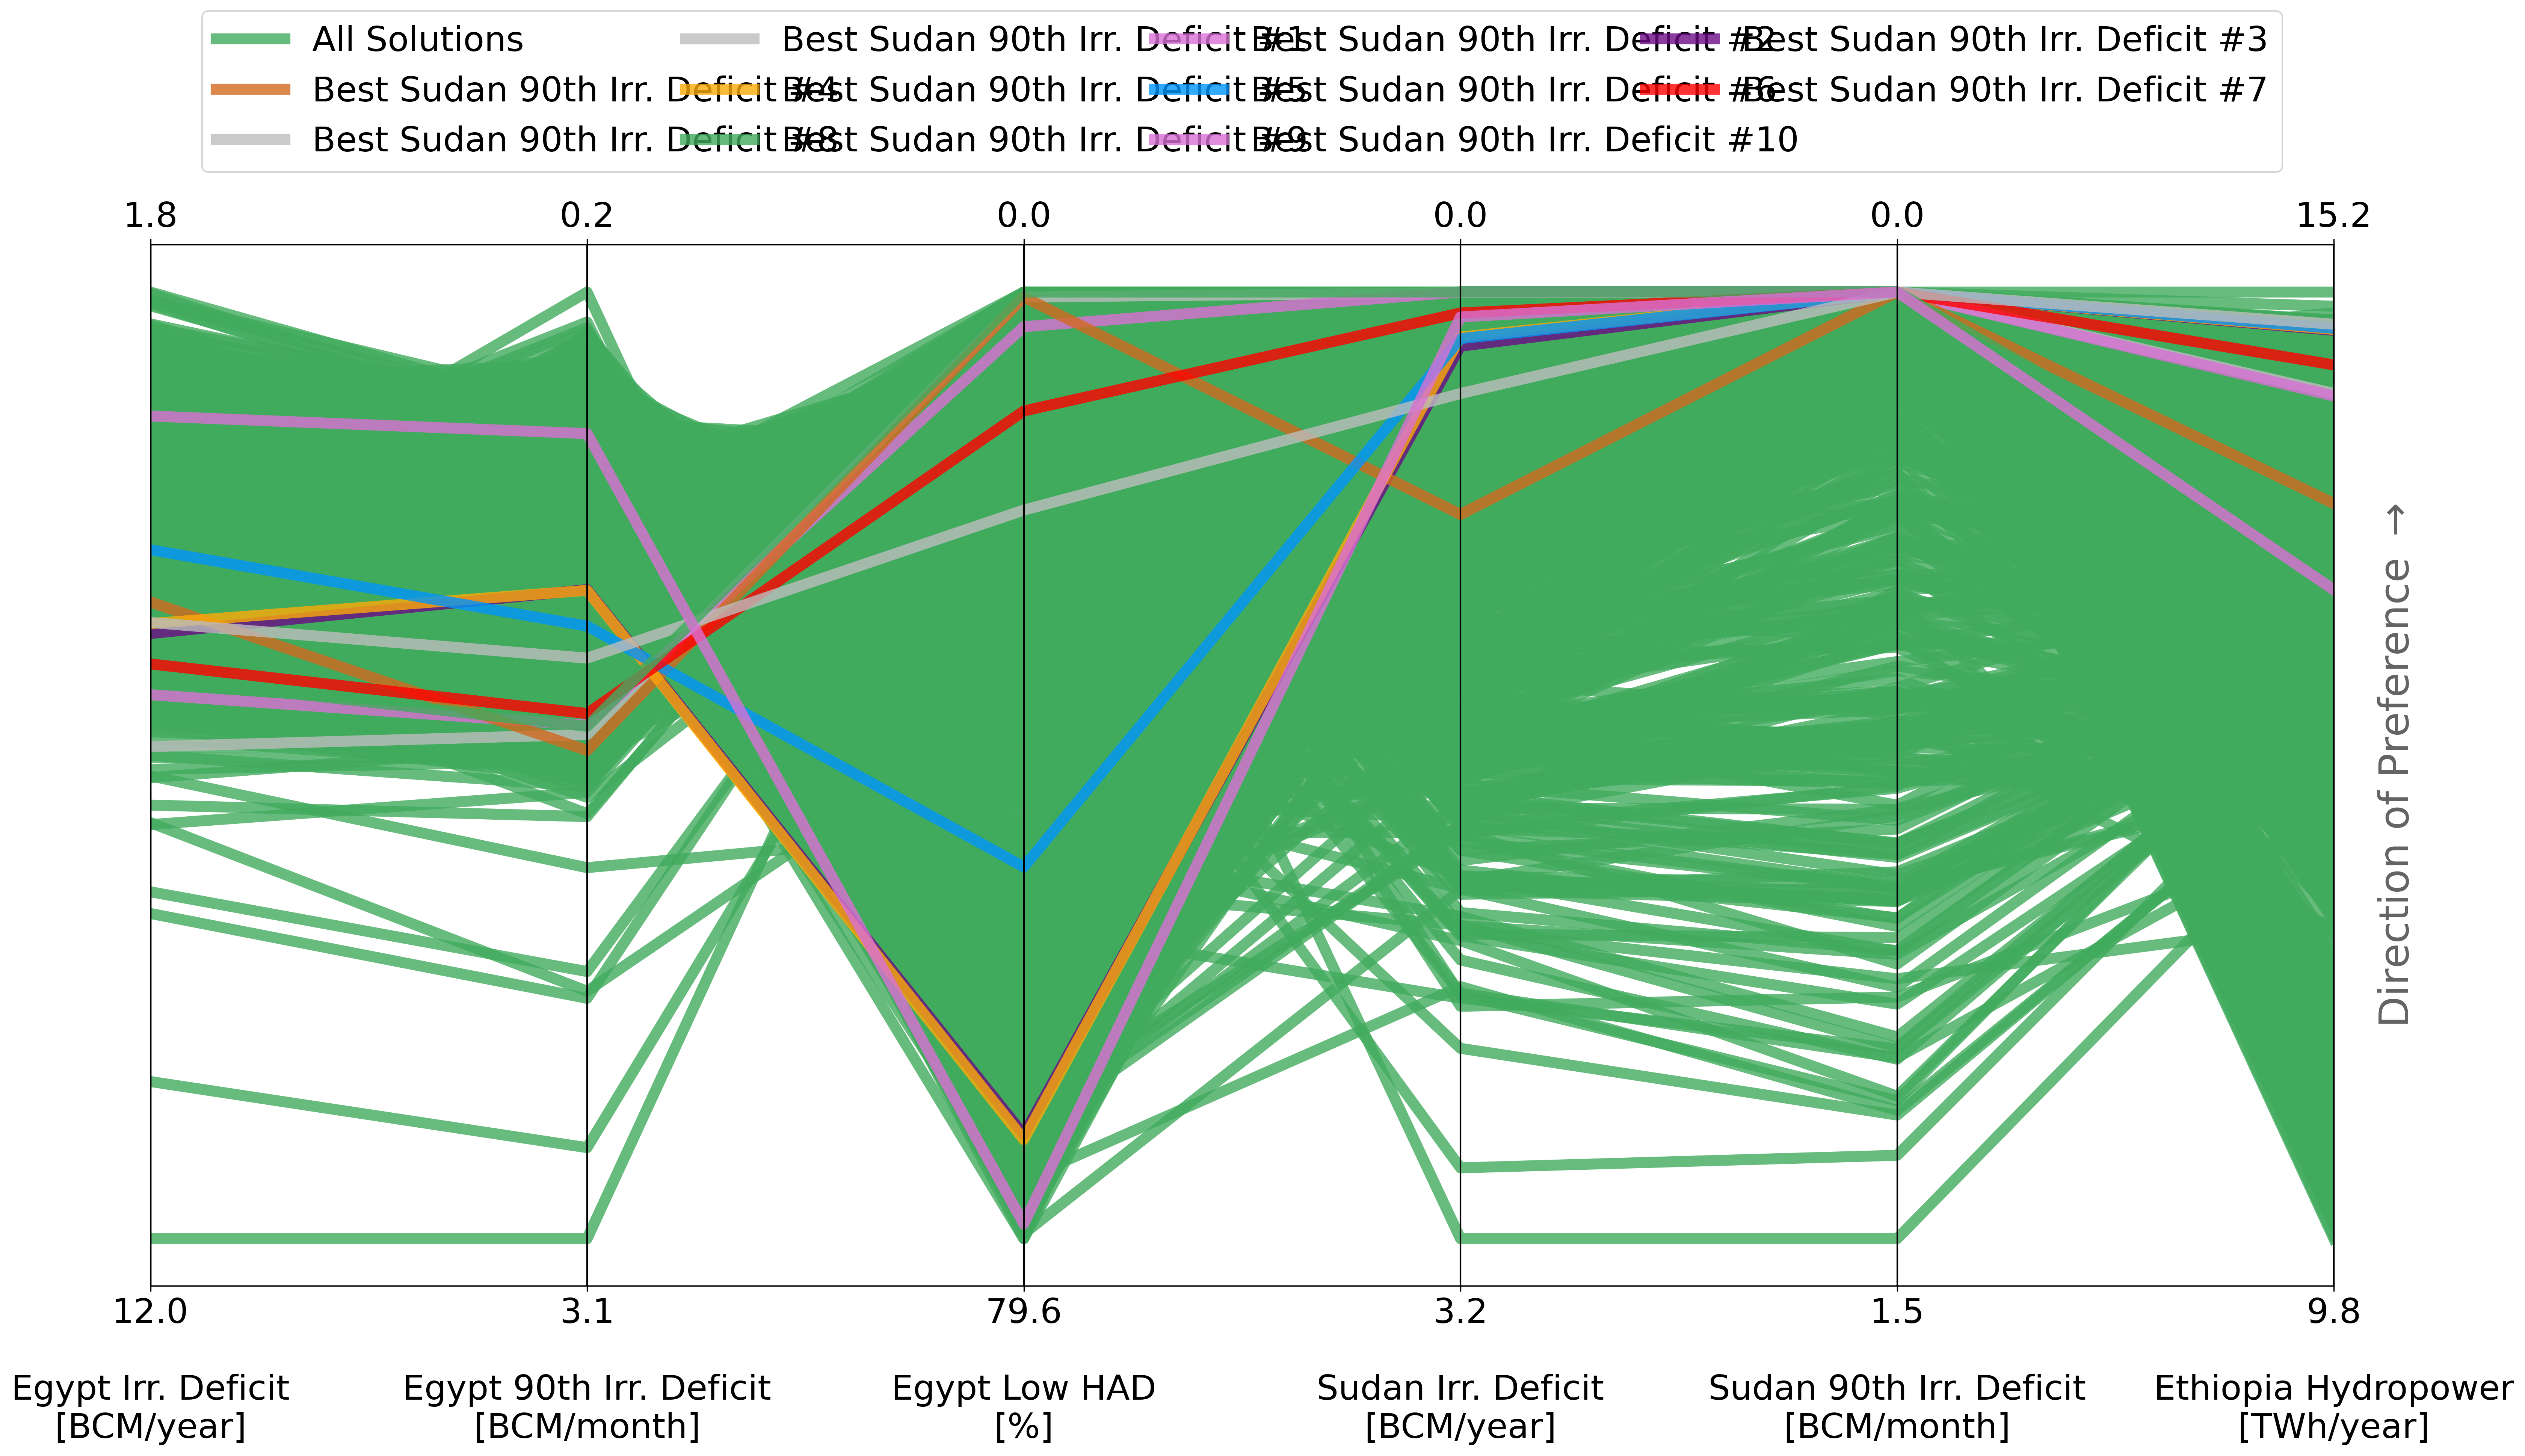 All Solutions
Best Sudan 90th Irr. Deficit #1
Best Sudan 90th Irr. Deficit #2
Best Sudan 90th Irr. Deficit #3
Best Sudan 90th Irr. Deficit #4
Best Sudan 90th Irr. Deficit #5
Best Sudan 90th Irr. Deficit #6
Best Sudan 90th Irr. Deficit #7
Best Sudan 90th Irr. Deficit #8
Best Sudan 90th Irr. Deficit #9
Best Sudan 90th Irr. Deficit #10
1.8 0.2 0.0 0.0 0.0 15.2
Direction of Preference →
12.0 3.1 79.6 3.2 1.5 9.8
Egypt Irr. Deficit
[BCM/year]
Egypt 90th Irr. Deficit
[BCM/month]
Egypt Low HAD
[%]
Sudan Irr. Deficit
[BCM/year]
Sudan 90th Irr. Deficit
[BCM/month]
Ethiopia Hydropower
[TWh/year]